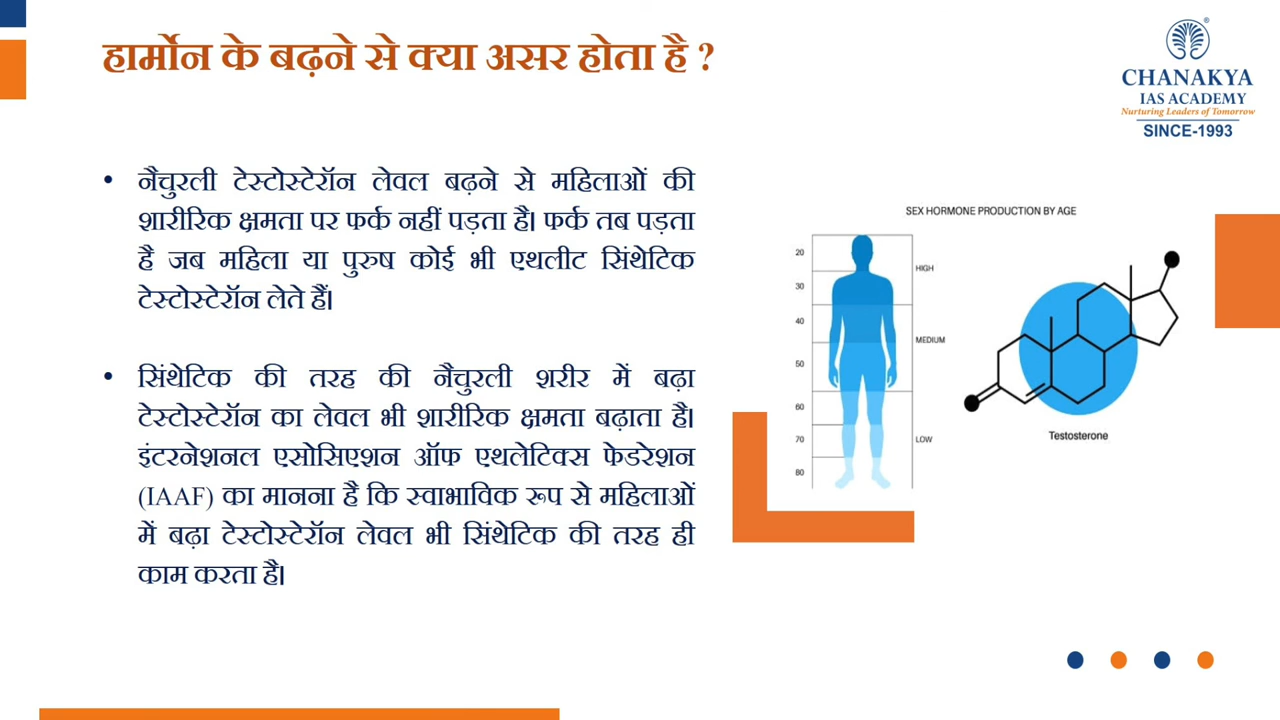 हार्मोन के बढ़ने से क्या असर होता है ?
CHANAKYA
IAS ACADEMY
Nurturing Leaders of Tomorrow
SINCE-1993
• नैचुरली टेस्टोस्टेरॉन लेवल बढ़ने से महिलाओं की
शारीरिक क्षमता पर फर्क नहीं पड़ता है। फर्क तब पड़ता
है जब महिला या पुरुष कोई भी एथलीट सिंथेटिक
टेस्टोस्टेरॉन लेते हैं।
• सिंथेटिक की तरह की नैचुरली शरीर में बढ़ा
टेस्टोस्टेरॉन का लेवल भी शारीरिक क्षमता बढ़ाता है।
इंटरनेशनल एसोसिएशन ऑफ एथलेटिक्स फेडरेशन
(IAAF) का मानना है कि स्वाभाविक रूप से महिलाओं
में बढ़ा टेस्टोस्टेरॉन लेवल भी सिंथेटिक की तरह ही
काम करता है।
SEX HORMONE PRODUCTION BY AGE
20
HIGH
30
40
MEDIUM
50
60
70
LOW
80
Testosterone